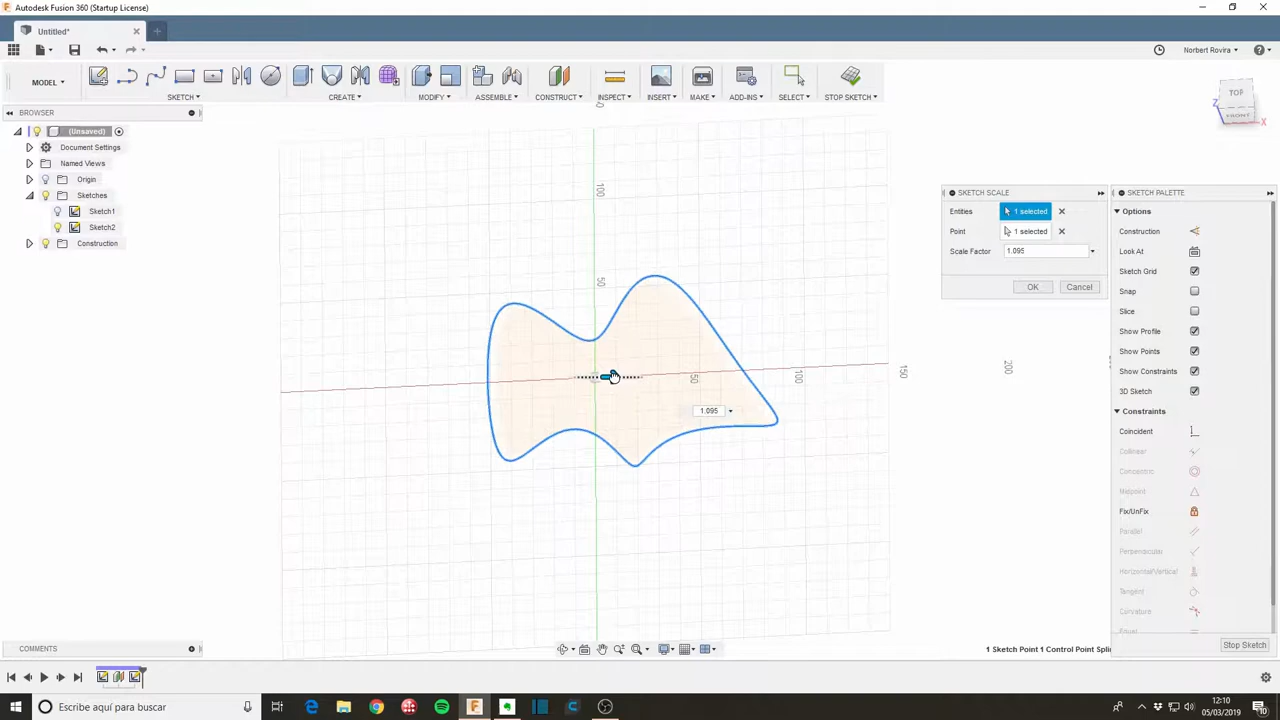 Autodesk Fusion 360 (Startup License)
Untitled*
Norbert Rovira
MODEL
SKETCH
CREATE
MODIFY
ASSEMBLE
CONSTRUCT
INSPECT
INSERT
MAKE
ADD-INS
SELECT
STOP SKETCH
BROWSER
(Unsaved)
Document Settings
Named Views
Origin
Sketches
Sketch1
Sketch2
Construction
TOP
FRONT
Z
X
100
50
50
100
150
200
1.095
SKETCH SCALE
Entities
1 selected
Point
1 selected
Scale Factor
1.095
OK
Cancel
SKETCH PALETTE
Options
Construction
Look At
Sketch Grid
Snap
Slice
Show Profile
Show Points
Show Constraints
3D Sketch
Constraints
Coincident
Collinear
Concentric
Midpoint
Fix/UnFix
Parallel
Perpendicular
Horizontal/Vertical
Tangent
Curvature
Equal
Stop Sketch
COMMENTS
1 Sketch Point 1 Control Point Splin
Escribe aquí para buscar
12:10
05/03/2019